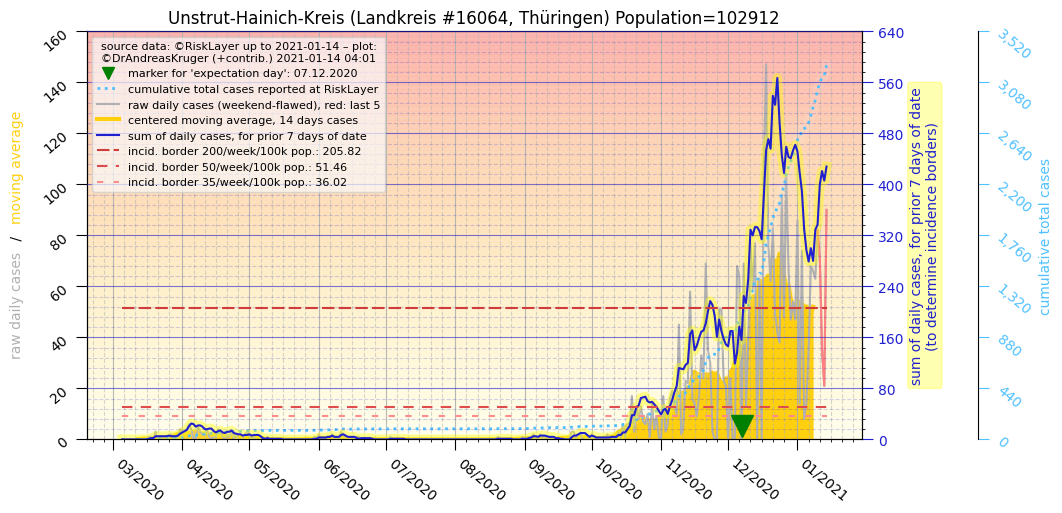 Unstrut-Hainich-Kreis (Landkreis #16064, Thüringen) Population=102912
source data: ©RiskLayer up to 2021-01-14 – plot:
©DrAndreasKruger (+contrib.) 2021-01-14 04:01
marker for 'expectation day': 07.12.2020
cumulative total cases reported at RiskLayer
raw daily cases (weekend-flawed), red: last 5
centered moving average, 14 days cases
sum of daily cases, for prior 7 days of date
incid. border 200/week/100k pop.: 205.82
incid. border 50/week/100k pop.: 51.46
incid. border 35/week/100k pop.: 36.02
raw daily cases / moving average
160
140
120
100
80
60
40
20
0
03/2020
04/2020
05/2020
06/2020
07/2020
08/2020
09/2020
10/2020
11/2020
12/2020
01/2021
640
560
480
400
320
240
160
80
0
sum of daily cases, for prior 7 days of date
(to determine incidence borders)
3,520
3,080
2,640
2,200
1,760
1,320
880
440
0
cumulative total cases